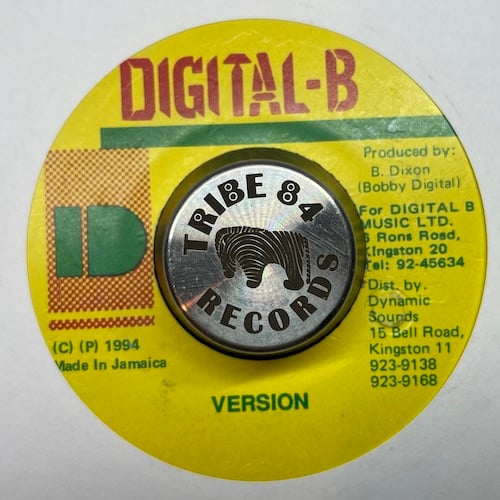 DIGITAL-B
Produced by:
B. Dixon
(Bobby Digital)
For DIGITAL B
MUSIC LTD.
6 Rons Road,
Kingston 20
Tel: 92-45634
Dist. by.
Dynamic
Sounds
15 Bell Road,
Kingston 11
923-9138
923-9168
TRIBE 84
RECORDS
D
(C) (P) 1994
Made In Jamaica
VERSION